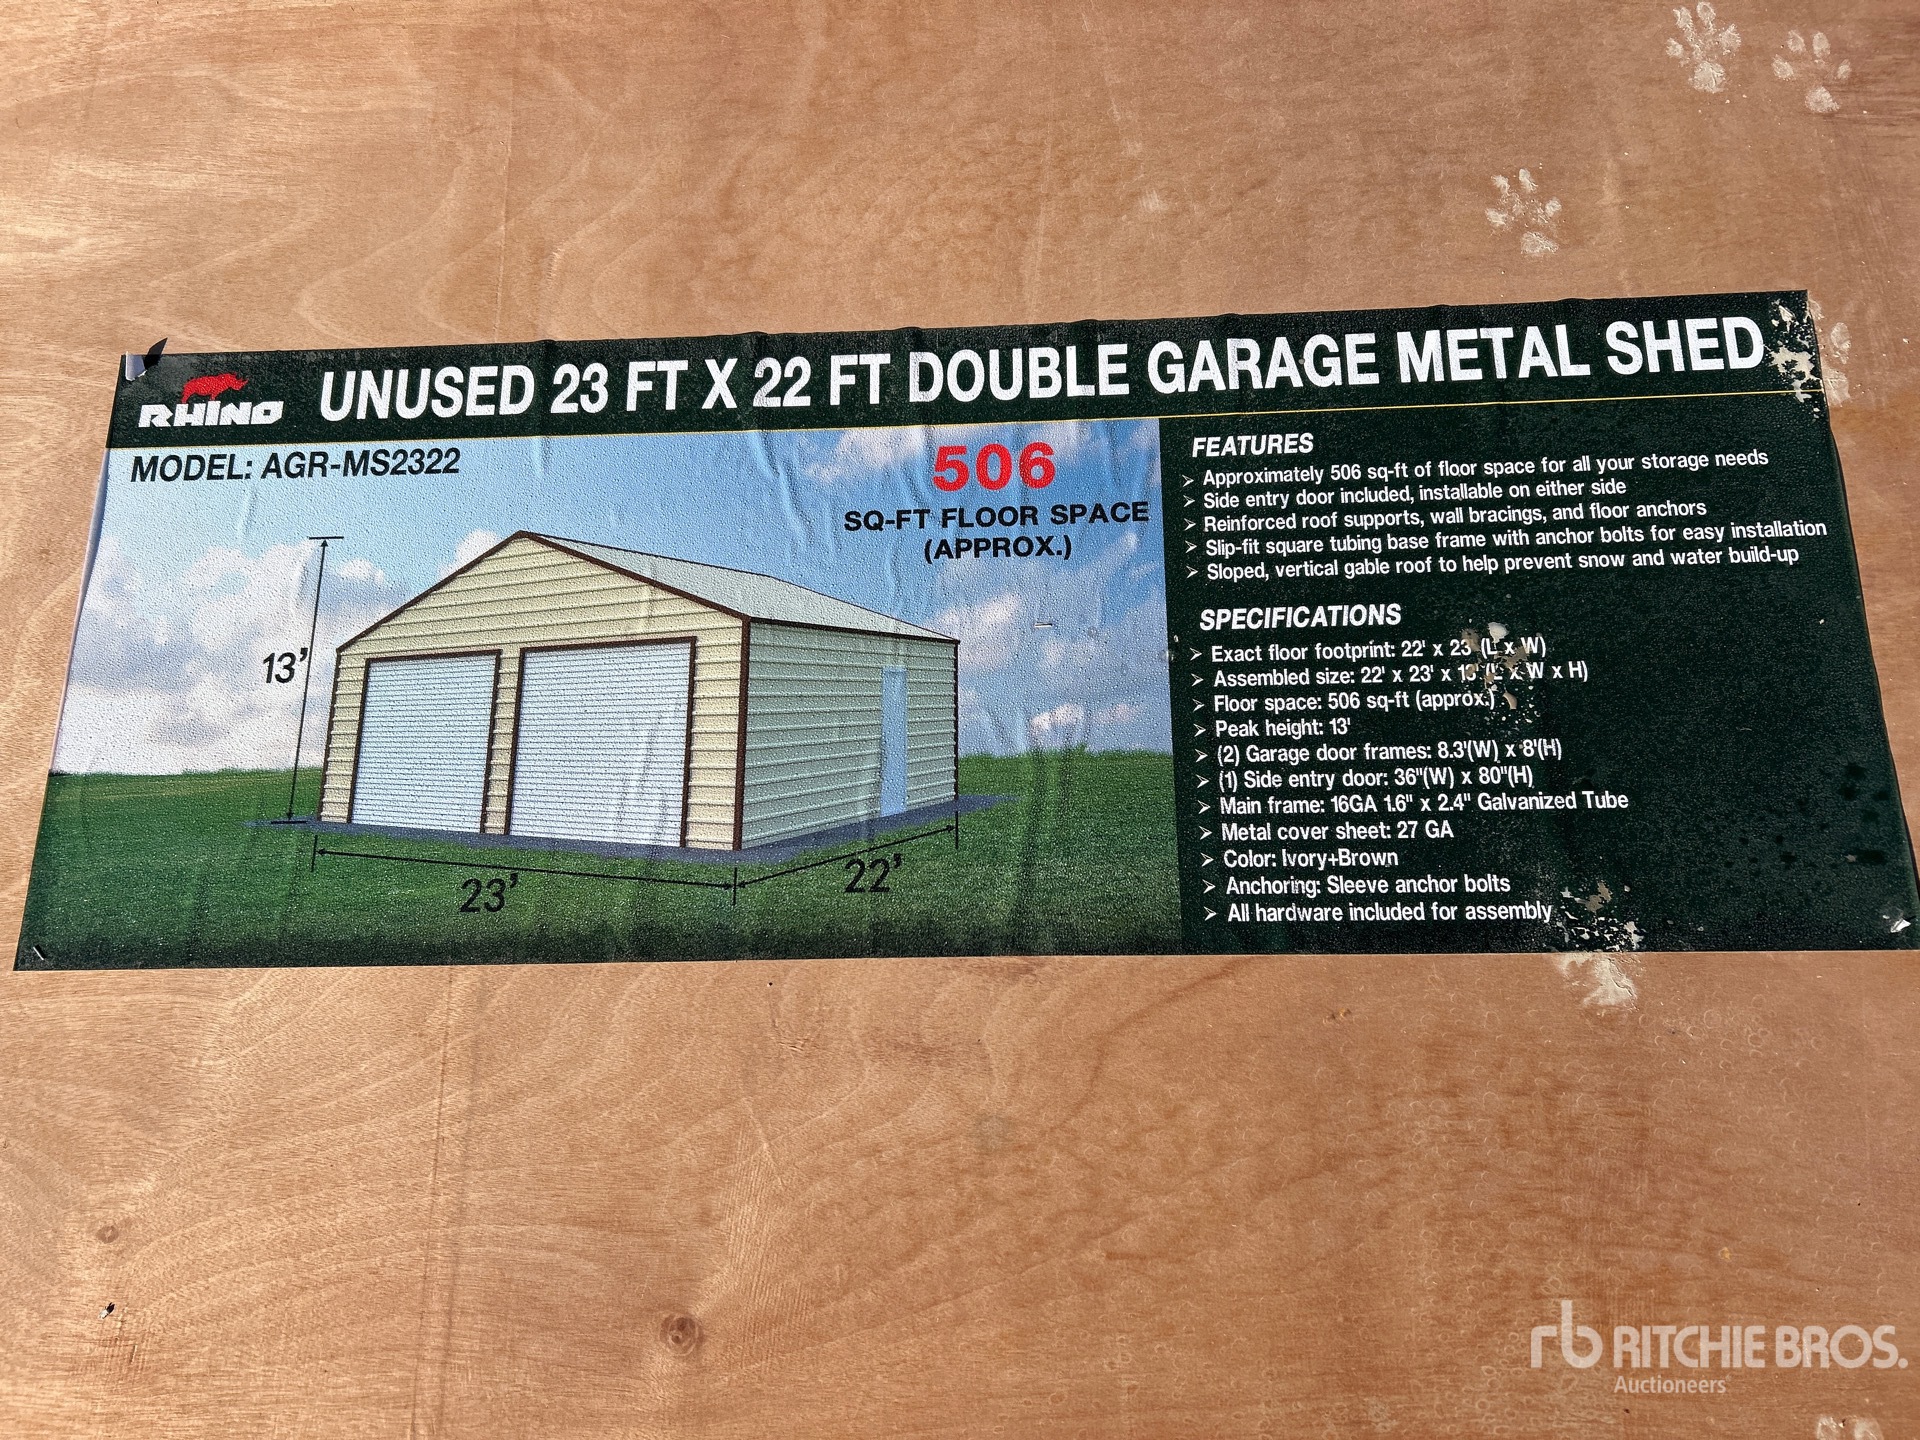 RHINO
UNUSED 23 FT X 22 FT DOUBLE GARAGE METAL SHED
MODEL: AGR-MS2322
506
SQ-FT FLOOR SPACE
(APPROX.)
13'
23'
22'
FEATURES
➢ Approximately 506 sq-ft of floor space for all your storage needs
➢ Side entry door included, installable on either side
➢ Reinforced roof supports, wall bracings, and floor anchors
➢ Slip-fit square tubing base frame with anchor bolts for easy installation
➢ Sloped, vertical gable roof to help prevent snow and water build-up
SPECIFICATIONS
➢ Exact floor footprint: 22' x 23 (L x W)
➢ Assembled size: 22' x 23' x 13' (L x W x H)
➢ Floor space: 506 sq-ft (approx.)
➢ Peak height: 13'
➢ (2) Garage door frames: 8.3'(W) x 8'(H)
➢ (1) Side entry door: 36"(W) x 80"(H)
➢ Main frame: 16GA 1.6" x 2.4" Galvanized Tube
➢ Metal cover sheet: 27 GA
➢ Color: Ivory+Brown
➢ Anchoring: Sleeve anchor bolts
➢ All hardware included for assembly
rb RITCHIE BROS.
Auctioneers